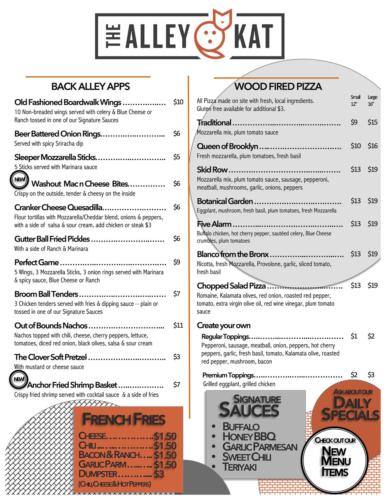 THE ALLEY KAT
BACK ALLEY APPS
Old Fashioned Boardwalk Wings ................ $10
10 Non-breaded wings served with celery & Blue Cheese or
Ranch tossed in one of our Signature Sauces
Beer Battered Onion Rings....................... $6
Served with spicy Sriracha dip
Sleeper Mozzarella Sticks........................ $5
5 Sticks served with Marinara sauce
NEW!
Washout Mac n Cheese Bites.............. $6
Crispy on the outside, tender & cheesy on the inside
Cranker Cheese Quesadilla...................... $6
Flour tortillas with Mozzarella/Cheddar blend, onions & peppers,
with a side of salsa & sour cream, add chicken or steak $3
Gutter Ball Fried Pickles ......................... $6
With a side of Ranch & Marinara
Perfect Game ........................................ $9
5 Wings, 3 Mozzarella Sticks, 3 onion rings served with Marinara
& spicy sauce, Blue Cheese or Ranch
Broom Ball Tenders ................................ $7
3 Chicken tenders served with fries & dipping sauce -- plain or
tossed in one of our Signature Sauces
Out of Bounds Nachos ............................ $11
Nachos topped with chili, cheese, cherry peppers, lettuce,
tomatoes, diced red onion, black olives, salsa & sour cream
The Clover Soft Pretzel ........................... $3
With mustard or cheese sauce
NEW!
Anchor Fried Shrimp Basket ............... $7
Crispy fried shrimp served with cocktail sauce & a side of fries
FRENCH FRIES
CHEESE...................$1.50
CHILI......................$1.50
BACON & RANCH....$1.50
GARLIC PARM..........$1.50
DUMPSTER.............. $3
(CHILI, CHEESE & HOT PEPPERS)
WOOD FIRED PIZZA
All Pizza made on site with fresh, local ingredients.
Gluten free available for additional $3.
Small Large
12" 16"
Traditional ........................................ $9 $15
Mozzarella mix, plum tomato sauce
Queen of Brooklyn ............................ $10 $16
Fresh mozzarella, plum tomatoes, fresh basil
Skid Row .......................................... $13 $19
Mozzarella mix, plum tomato sauce, sausage, pepperoni,
meatball, mushrooms, garlic, onions, peppers
Botanical Garden .............................. $13 $19
Eggplant, mushroom, fresh basil, plum tomatoes, fresh Mozzarella
Five Alarm ........................................ $13 $19
Buffalo chicken, hot cherry pepper, sautéed celery, Blue Cheese
crumbles, plum tomatoes
Blanco from the Bronx ...................... $13 $19
Ricotta, fresh Mozzarella, Provolone, garlic, sliced tomato,
fresh basil
Chopped Salad Pizza ........................ $13 $19
Romaine, Kalamata olives, red onion, roasted red pepper,
tomato, extra virgin olive oil, red wine vinegar, plum tomato
sauce
Create your own
Regular Toppings............................... $1 $2
Pepperoni, sausage, meatball, onion, peppers, hot cherry
peppers, garlic, fresh basil, tomato, Kalamata olive, roasted
red pepper, mushroom, bacon
Premium Toppings............................. $2 $3
Grilled eggplant, grilled chicken
SIGNATURE
SAUCES
• BUFFALO
• HONEY BBQ
• GARLIC PARMESAN
• SWEET CHILI
• TERIYAKI
ASK ABOUT OUR
DAILY
SPECIALS
CHECK OUT OUR
NEW
MENU
ITEMS